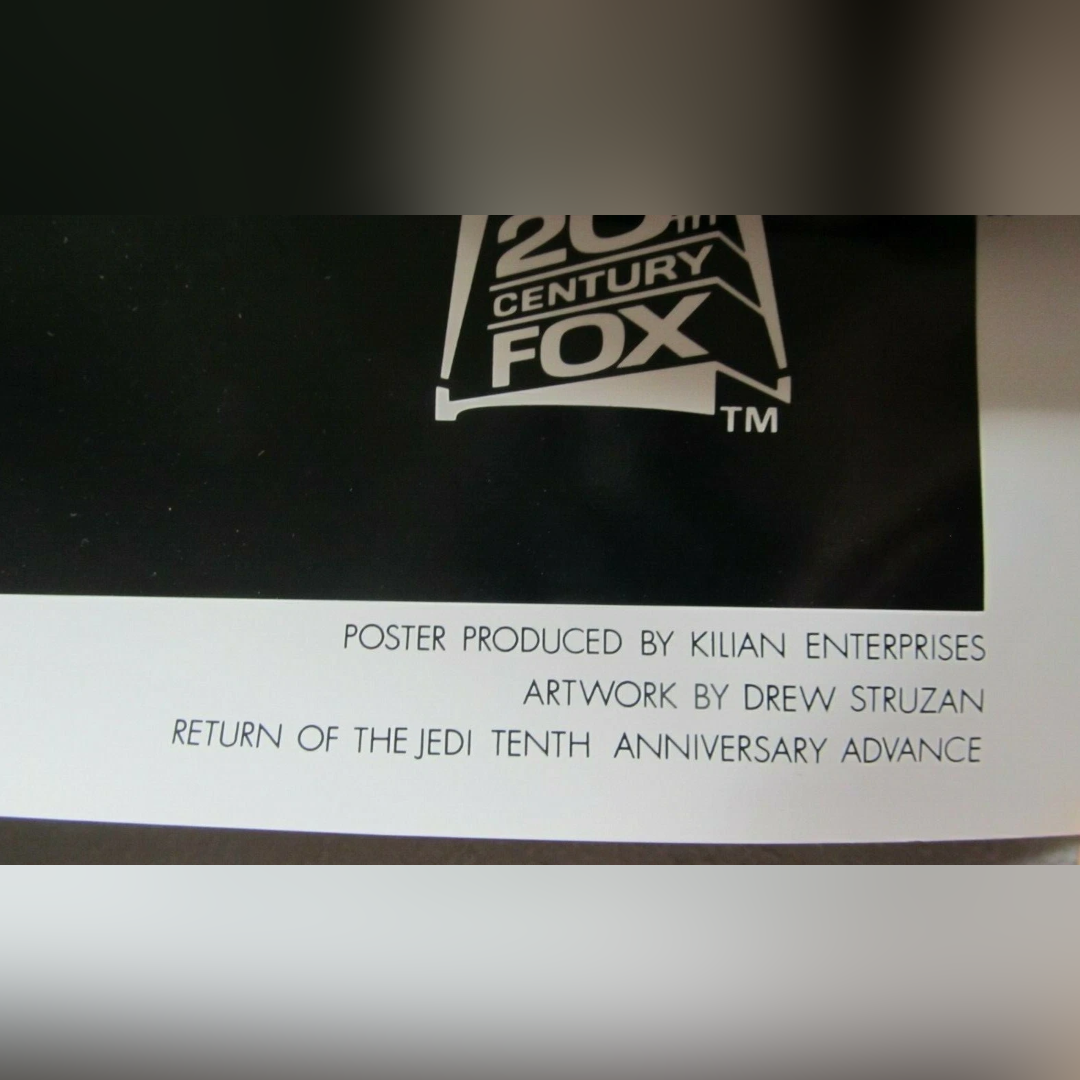 20th
CENTURY
FOX
TM
POSTER PRODUCED BY KILIAN ENTERPRISES
ARTWORK BY DREW STRUZAN
RETURN OF THE JEDI TENTH ANNIVERSARY ADVANCE